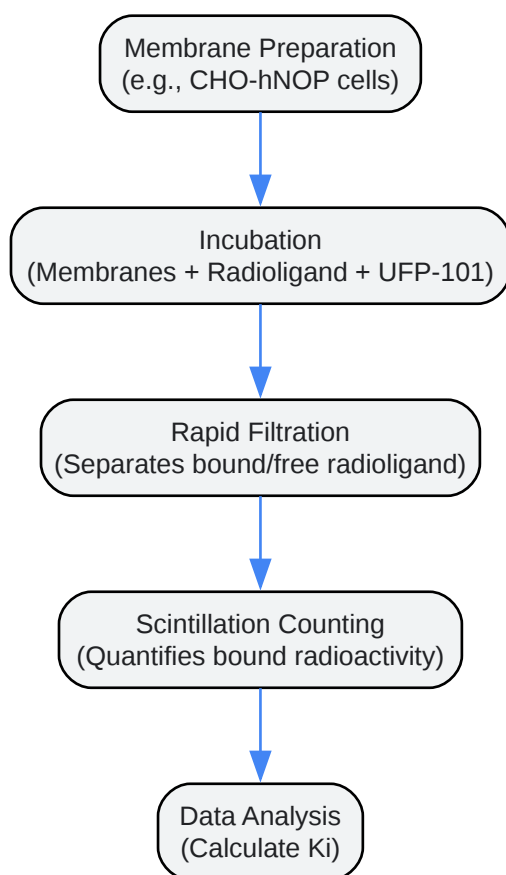 Membrane Preparation
(e.g., CHO-hNOP cells)
Incubation
(Membranes + Radioligand + UFP-101)
Rapid Filtration
(Separates bound/free radioligand)
Scintillation Counting
(Quantifies bound radioactivity)
Data Analysis
(Calculate Ki)